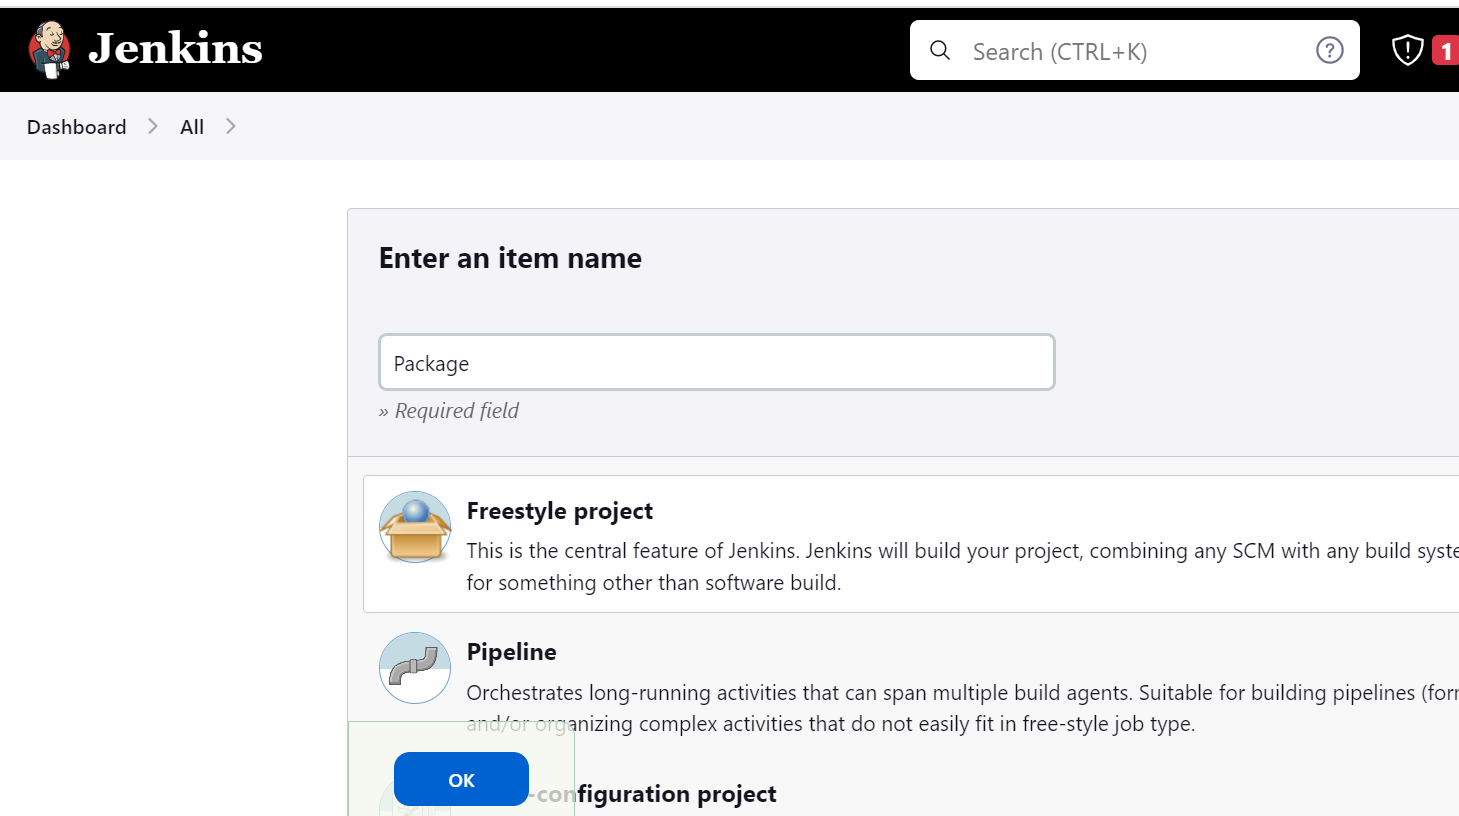 Jenkins
Search (CTRL+K)
?
1
Dashboard
All
Enter an item name
Package
» Required field
Freestyle project
This is the central feature of Jenkins. Jenkins will build your project, combining any SCM with any build
for something other than software build.
Pipeline
Orchestrates long-running activities that can span multiple build agents. Suitable for building pipelines
and/or organizing complex activities that do not easily fit in free-style job type.
OK
-configuration project